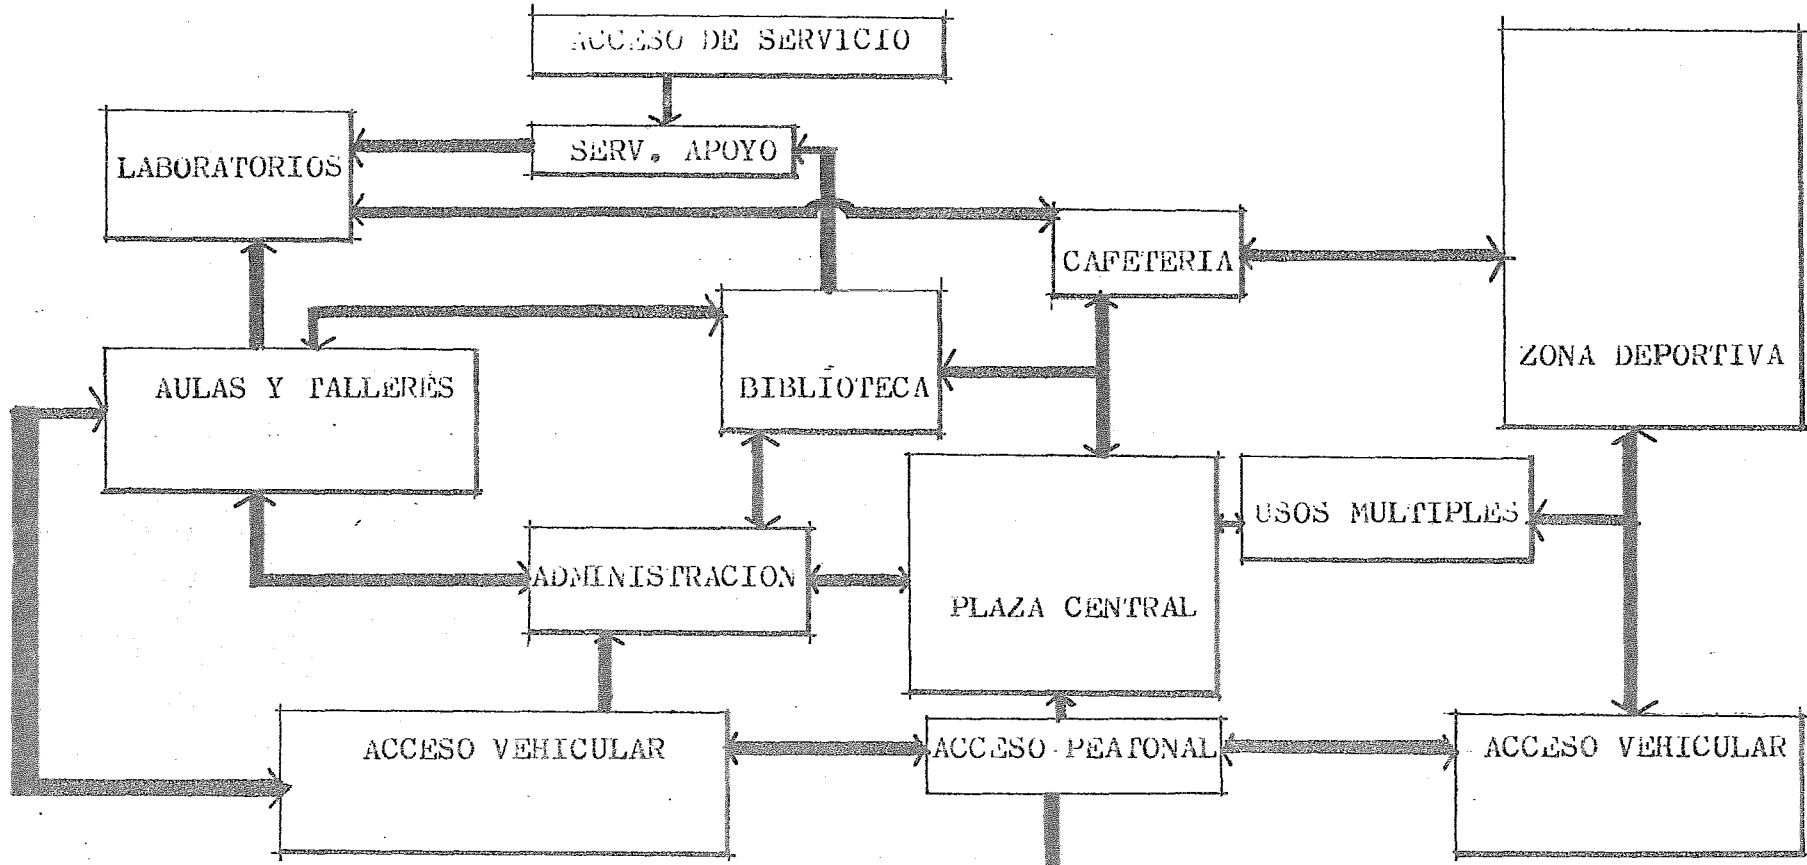 ACCESO DE SERVICIO
SERV. APOYO
LABORATORIOS
CAFETERIA
ZONA DEPORTIVA
AULAS Y TALLERES
BIBLIOTECA
USOS MULTIPLES
ADMINISTRACION
PLAZA CENTRAL
ACCESO VEHICULAR
ACCESO PEATONAL
ACCESO VEHICULAR